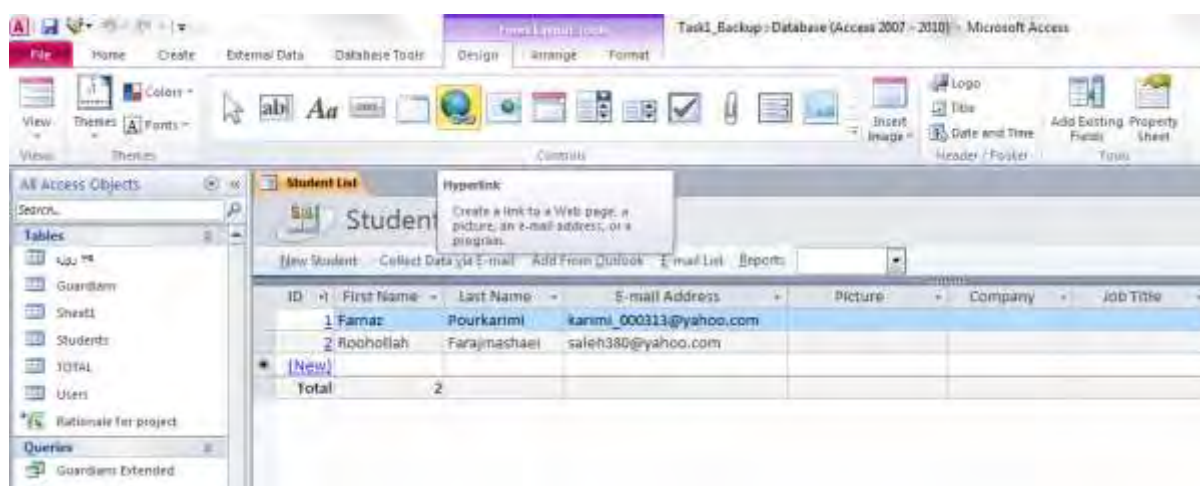 Form Layout Tools Task1_Backup : Database (Access 2007 - 2010) - Microsoft Access
File Home Create External Data Database Tools Design Arrange Format
ab Aa
Colors
Fonts
View Themes
Insert Image
Logo
Title
Date and Time
Add Existing Fields
Property Sheet
Views Themes Controls Header / Footer Tools
All Access Objects
Search..
Tables
Guardians
Sheet1
Students
TOTAL
Users
Rationale for project
Queries
Guardians Extended
Student List
Student
Hyperlink
Create a link to a Web page, a
picture, an e-mail address, or a
program.
New Student Collect Data via E-mail Add From Outlook E-mail List Reports
ID First Name Last Name E-mail Address Picture Company Job Title
1 Farnaz Pourkarimi karimi_000313@yahoo.com
2 Roohollah Farajmashaei saleh380@yahoo.com
(New)
Total 2